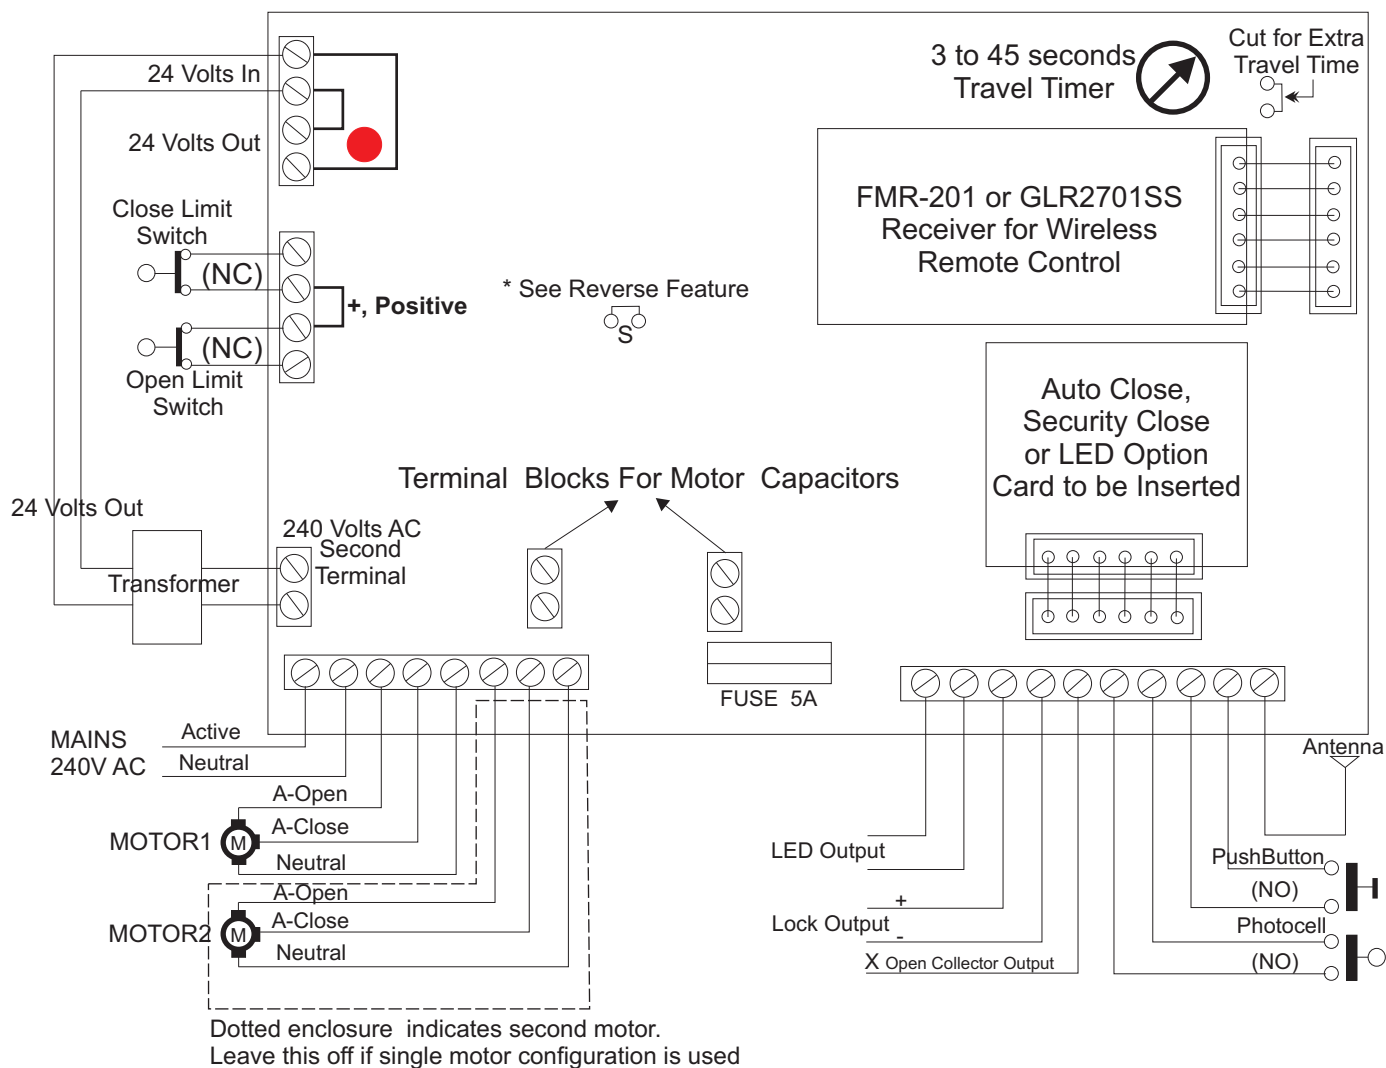 3 to 45 seconds
Travel Timer
Cut for Extra
Travel Time
24 Volts In
24 Volts Out
Close Limit
Switch
(NC)
+, Positive
(NC)
Open Limit
Switch
* See Reverse Feature
S
FMR-201 or GLR2701SS
Receiver for Wireless
Remote Control
Auto Close,
Security Close
or LED Option
Card to be Inserted
Terminal Blocks For Motor Capacitors
24 Volts Out
Transformer
240 Volts AC
Second
Terminal
FUSE 5A
MAINS
240V AC
Active
Neutral
MOTOR1
M
A-Open
A-Close
Neutral
MOTOR2
M
A-Open
A-Close
Neutral
Dotted enclosure indicates second motor.
Leave this off if single motor configuration is used
LED Output
Lock Output
+
-
X Open Collector Output
Antenna
PushButton
(NO)
Photocell
(NO)